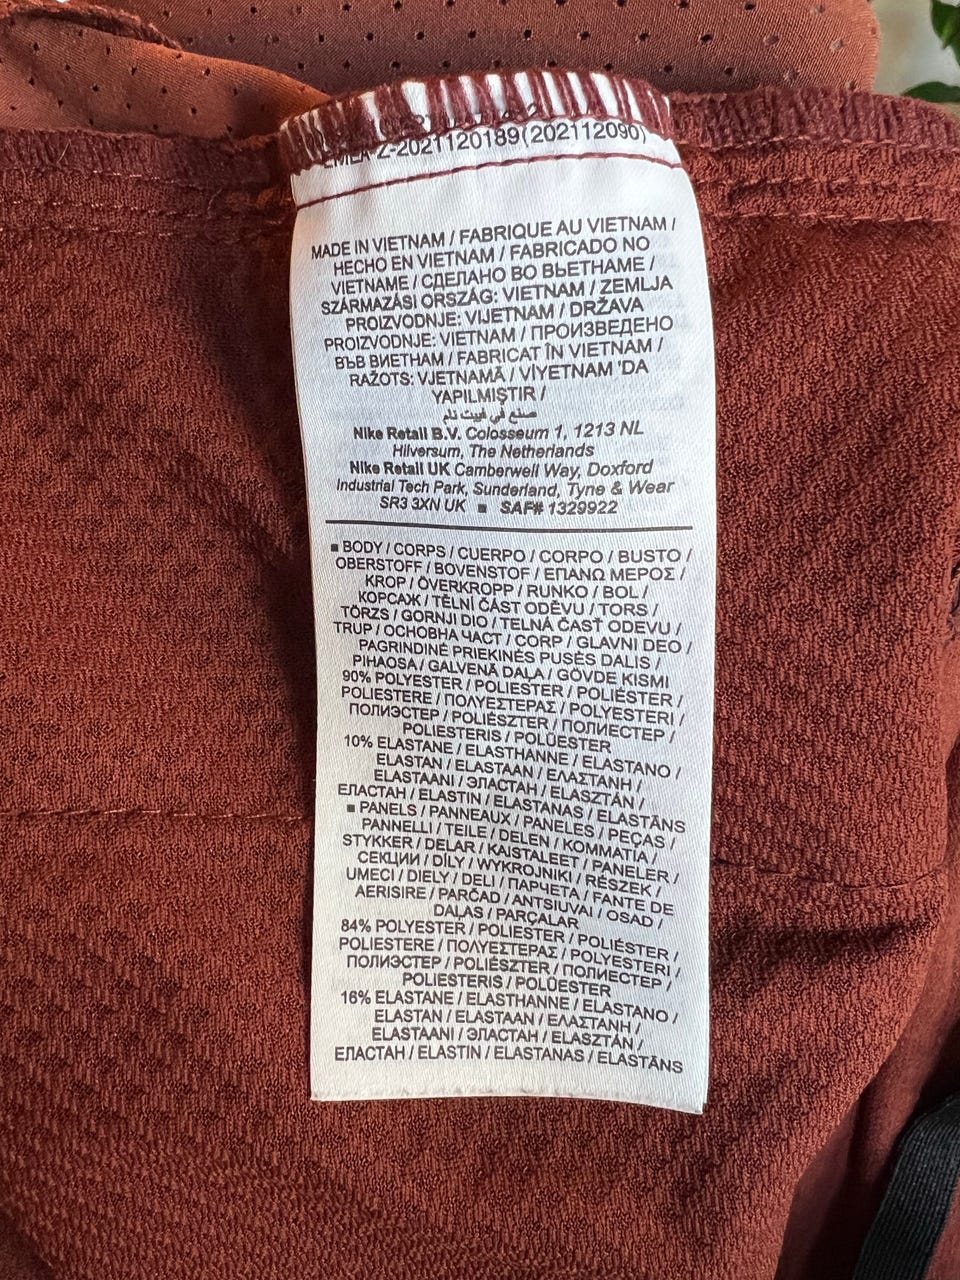 Z-2021120189(202112090)
MADE IN VIETNAM / FABRIQUE AU VIETNAM /
HECHO EN VIETNAM / FABRICADO NO
VIETNAME / СДЕЛАНО ВО ВЬЕТНАМЕ /
SZÁRMAZÁSI ORSZÁG: VIETNAM / ZEMLJA
PROIZVODNJE: VIJETNAM / DRŽAVA
PROIZVODNJE: VIETNAM / ПРОИЗВЕДЕНО
ВЪВ ВИЕТНАМ / FABRICAT ÎN VIETNAM /
RAŽOTS: VJETNAMĀ / VİYETNAM 'DA
YAPILMIŞTIR /
صنع في فييت نام
Nike Retail B.V. Colosseum 1, 1213 NL
Hilversum, The Netherlands
Nike Retail UK Camberwell Way, Doxford
Industrial Tech Park, Sunderland, Tyne & Wear
SR3 3XN UK ■ SAF# 1329922
■ BODY / CORPS / CUERPO / CORPO / BUSTO /
OBERSTOFF / BOVENSTOF / ΕΠΑΝΩ ΜΕΡΟΣ /
KROP / ÖVERKROPP / RUNKO / BOL /
КОРСАЖ / TĚLNÍ ČÁST ODĚVU / TORS /
TÖRZS / GORNJI DIO / TELNÁ ČASŤ ODEVU /
TRUP / ОСНОВНА ЧАСТ / CORP / GLAVNI DEO /
PAGRINDINĖ PRIEKINĖS PUSĖS DALIS /
PIHAOSA / GALVENĀ DAĻA / GÖVDE KISMI
90% POLYESTER / POLIESTER / POLIÉSTER /
POLIESTERE / ΠΟΛΥΕΣΤΕΡΑΣ / POLYESTERI /
ПОЛИЭСТЕР / POLIÉSZTER / ПОЛИЕСТЕР /
POLIESTERIS / POLÜESTER
10% ELASTANE / ELASTHANNE / ELASTANO /
ELASTAN / ELASTAAN / ΕΛΑΣΤΑΝΗ /
ELASTAANI / ЭЛАСТАН / ELASZTÁN /
ЕЛАСТАН / ELASTIN / ELASTANAS / ELASTĀNS
■ PANELS / PANNEAUX / PANELES / PEÇAS /
PANNELLI / TEILE / DELEN / ΚΟΜΜΑΤΙΑ /
STYKKER / DELAR / KAISTALEET / PANELER /
СЕКЦИИ / DÍLY / WYKROJNIKI / RÉSZEK /
UMECI / DIELY / DELI / ПАРЧЕТА / FANTE DE
AERISIRE / PARČAD / ANTSIUVAI / OSAD /
DAĻAS / PARÇALAR
84% POLYESTER / POLIESTER / POLIÉSTER /
POLIESTERE / ΠΟΛΥΕΣΤΕΡΑΣ / POLYESTERI /
ПОЛИЭСТЕР / POLIÉSZTER / ПОЛИЕСТЕР /
POLIESTERIS / POLÜESTER
16% ELASTANE / ELASTHANNE / ELASTANO /
ELASTAN / ELASTAAN / ΕΛΑΣΤΑΝΗ /
ELASTAANI / ЭЛАСТАН / ELASZTÁN /
ЕЛАСТАН / ELASTIN / ELASTANAS / ELASTĀNS